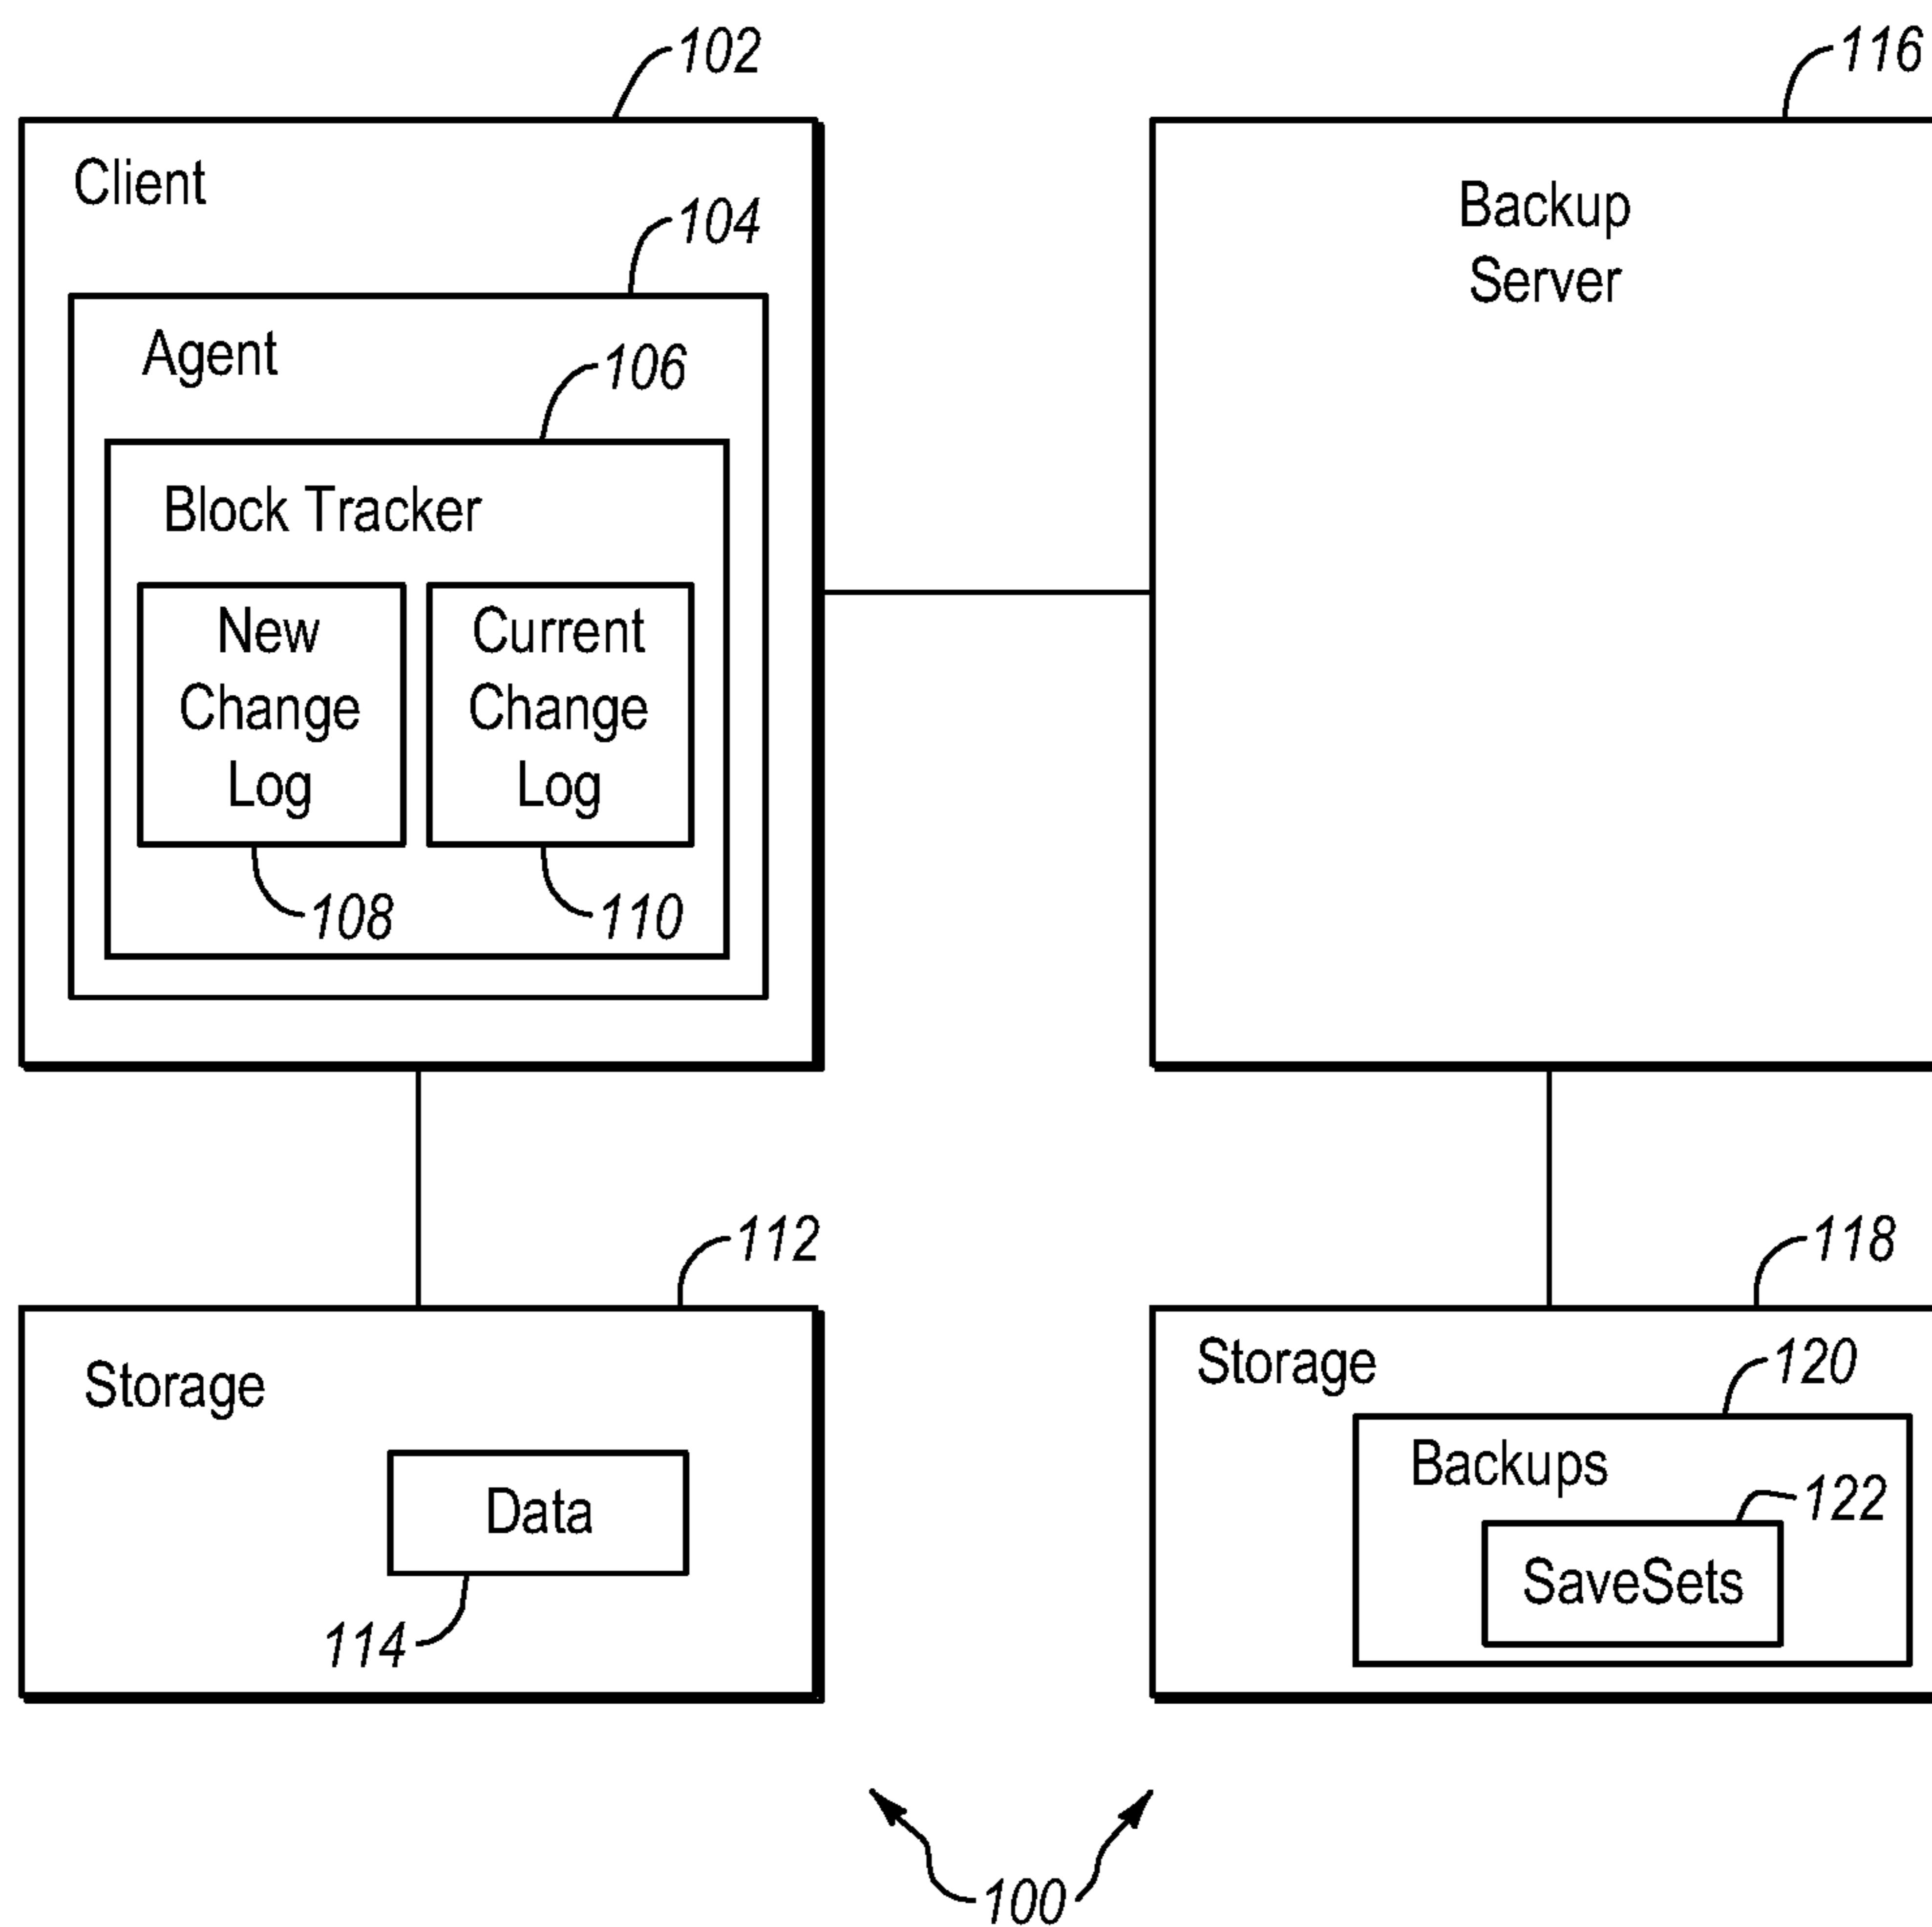 102
116
Client
Backup
Server
104
Agent
106
Block Tracker
New
Change
Log
Current
Change
Log
108
110
112
118
Storage
Data
114
Storage
120
Backups
122
SaveSets
100